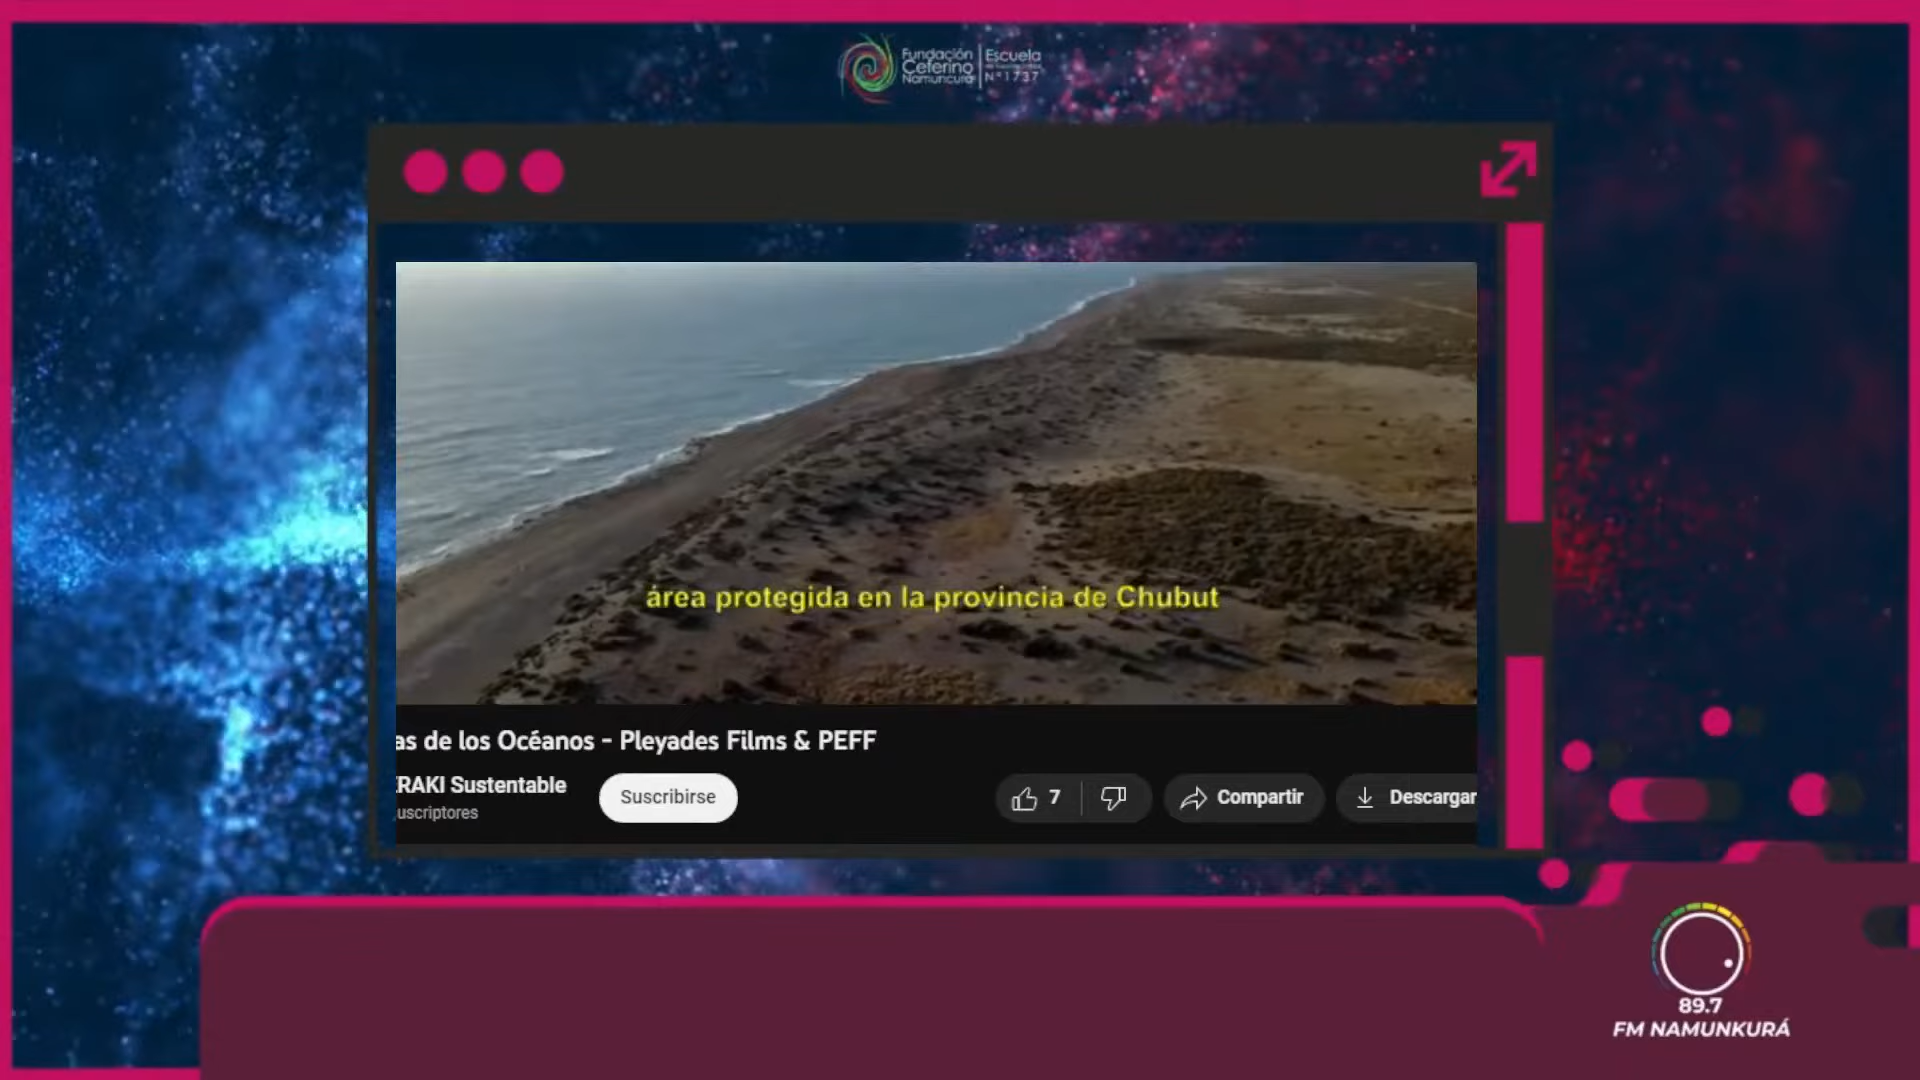 Fundación
Ceferino
Namuncurá
Escuela
N°1737
área protegida en la provincia de Chubut
as de los Océanos - Pleyades Films & PEFF
RAKI Sustentable
uscriptores
Suscribirse
7
Compartir
Descargar
89.7
FM NAMUNKURÁ